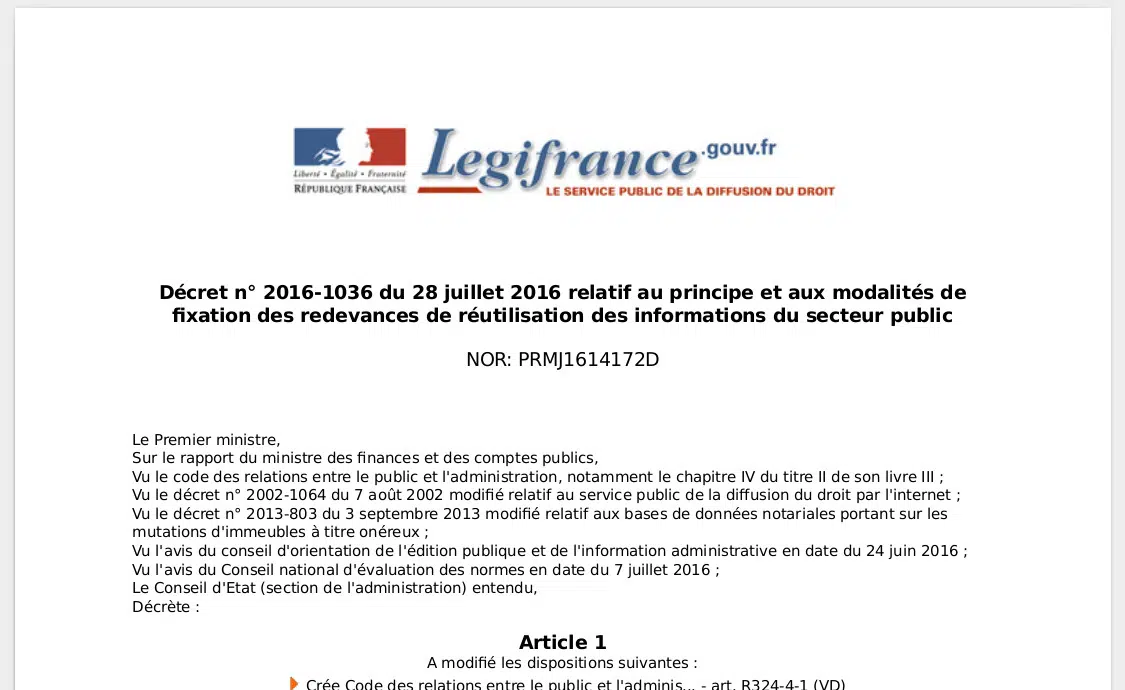 Legifrance.gouv.fr
Liberté • Égalité • Fraternité
RÉPUBLIQUE FRANÇAISE
LE SERVICE PUBLIC DE LA DIFFUSION DU DROIT
Décret n° 2016-1036 du 28 juillet 2016 relatif au principe et aux modalités de
fixation des redevances de réutilisation des informations du secteur public
NOR: PRMJ1614172D
Le Premier ministre,
Sur le rapport du ministre des finances et des comptes publics,
Vu le code des relations entre le public et l'administration, notamment le chapitre IV du titre II de son livre III ;
Vu le décret n° 2002-1064 du 7 août 2002 modifié relatif au service public de la diffusion du droit par l'internet ;
Vu le décret n° 2013-803 du 3 septembre 2013 modifié relatif aux bases de données notariales portant sur les
mutations d'immeubles à titre onéreux ;
Vu l'avis du conseil d'orientation de l'édition publique et de l'information administrative en date du 24 juin 2016 ;
Vu l'avis du Conseil national d'évaluation des normes en date du 7 juillet 2016 ;
Le Conseil d'Etat (section de l'administration) entendu,
Décrète :
Article 1
A modifié les dispositions suivantes :
Crée Code des relations entre le public et l'adminis... - art. R324-4-1 (VD)